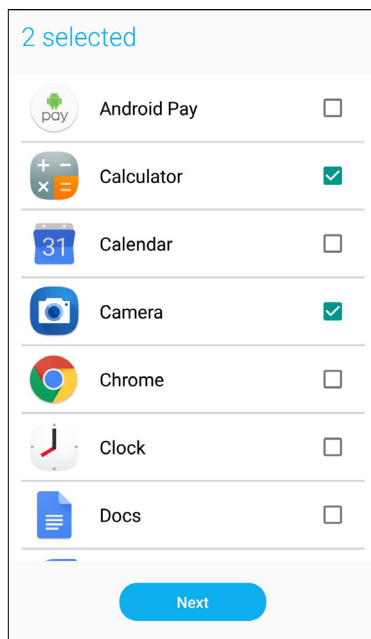 2 selected
pay
Android Pay
Calculator
31
Calendar
Camera
Chrome
Clock
Docs
Next